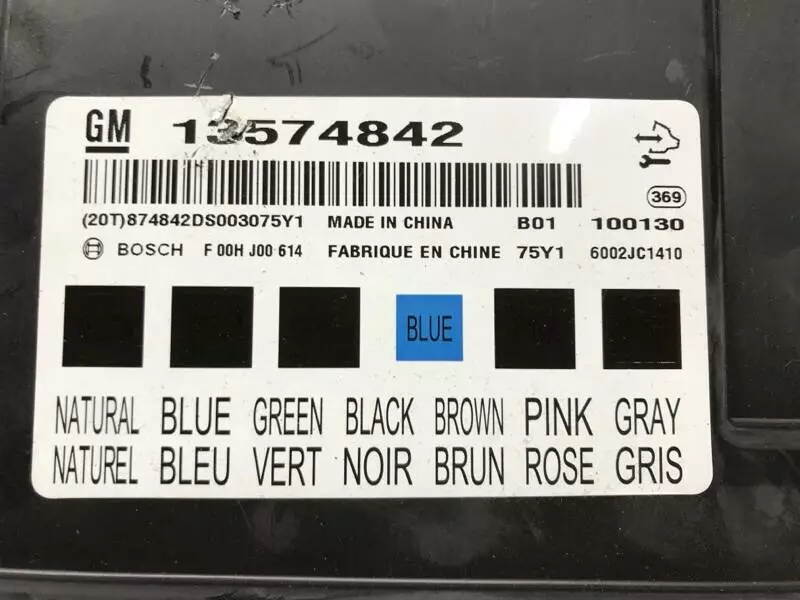 GM 13574842
369
(20T)874842DS003075Y1 MADE IN CHINA B01 100130
BOSCH F 00H J00 614 FABRIQUE EN CHINE 75Y1 6002JC1410
BLUE
NATURAL BLUE GREEN BLACK BROWN PINK GRAY
NATUREL BLEU VERT NOIR BRUN ROSE GRIS